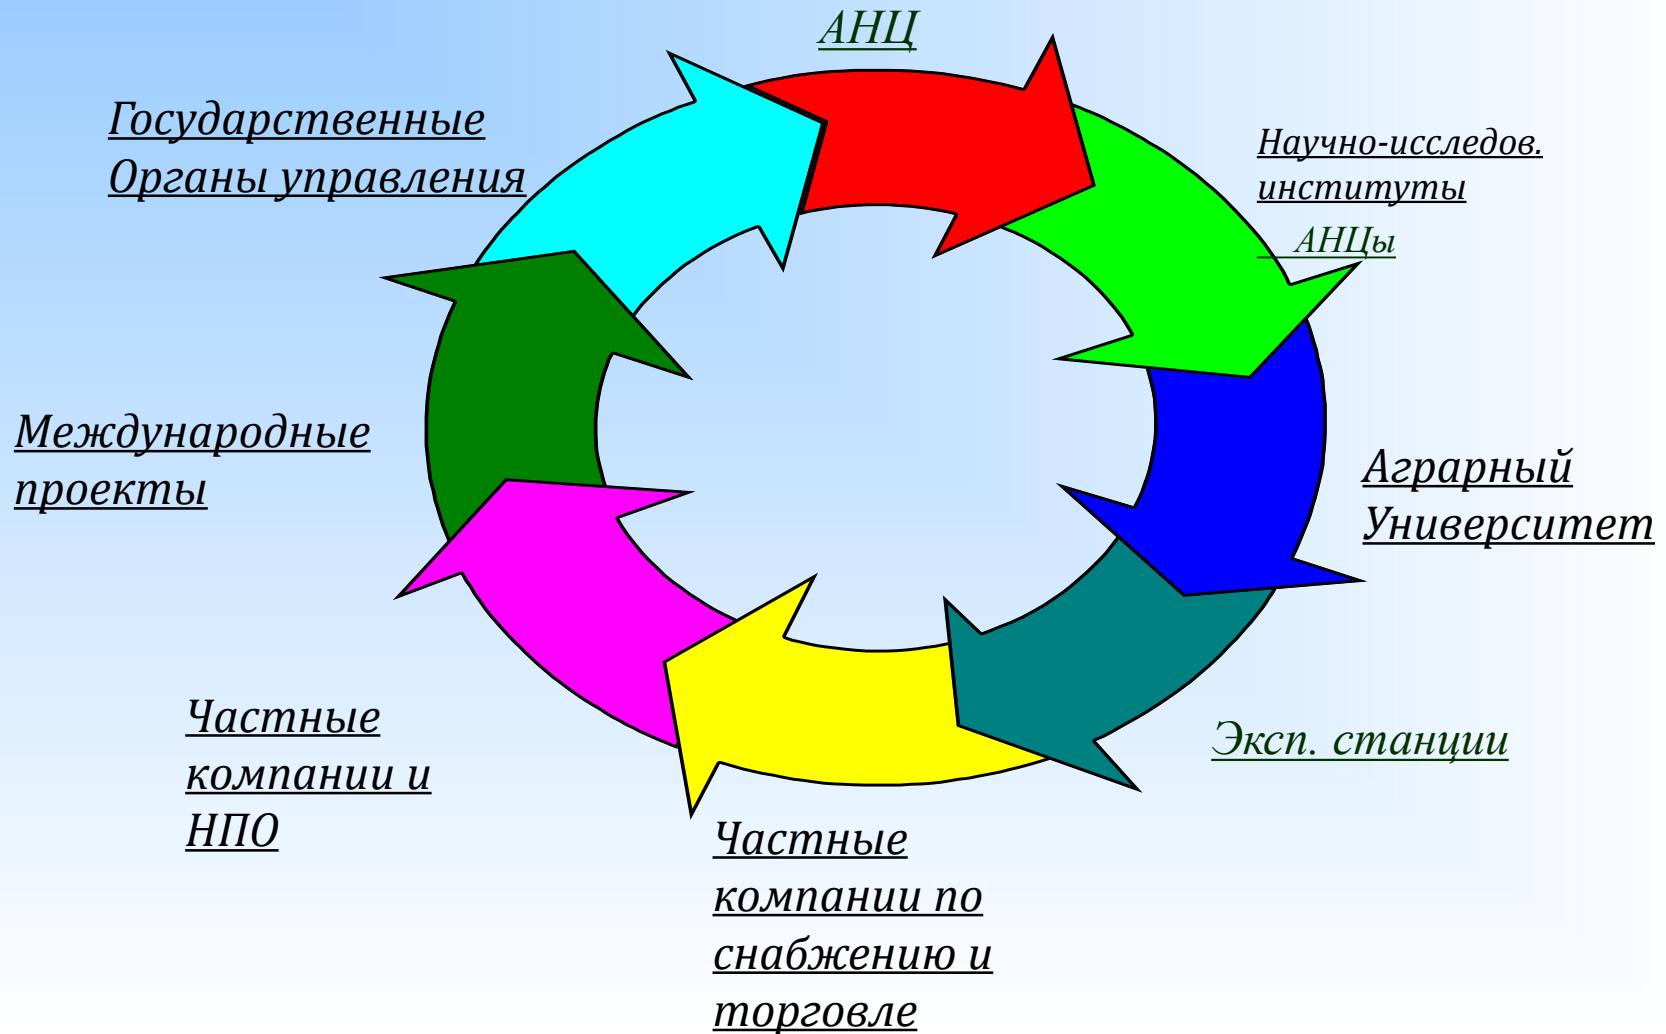 АНЦ
Государственные
Органы управления
Научно-исследов.
институты
АНЦы
Международные
проекты
Аграрный
Университет
Частные
компании и
НПО
Эксп. станции
Частные
компании по
снабжению и
торговле